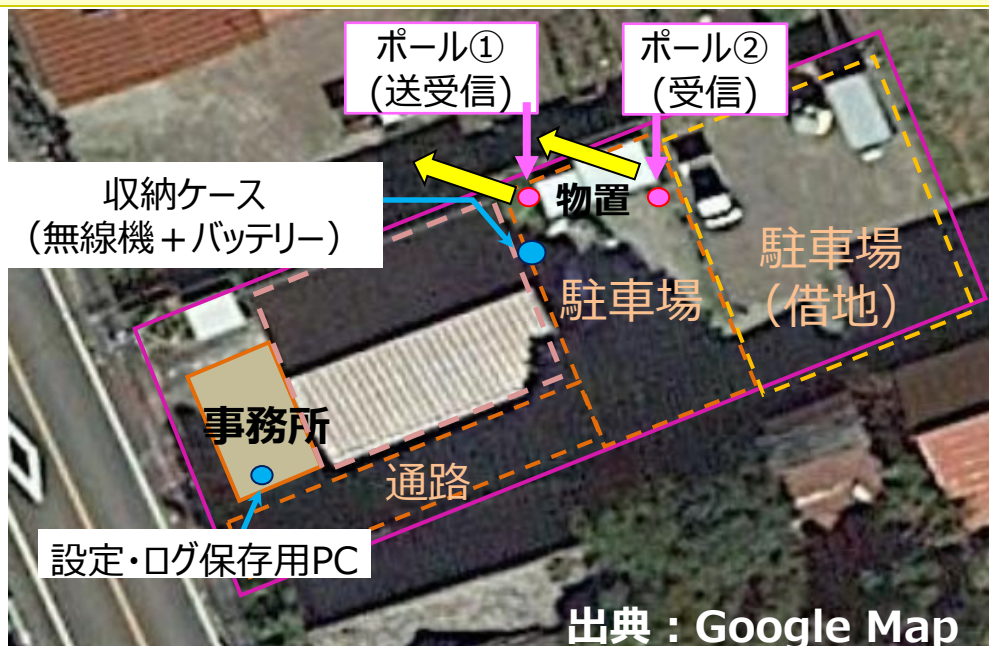 ポール①
(送受信)
ポール②
(受信)
収納ケース
(無線機+バッテリー)
物置
駐車場
駐車場
(借地)
事務所
通路
設定・ログ保存用PC
出典：Google Map